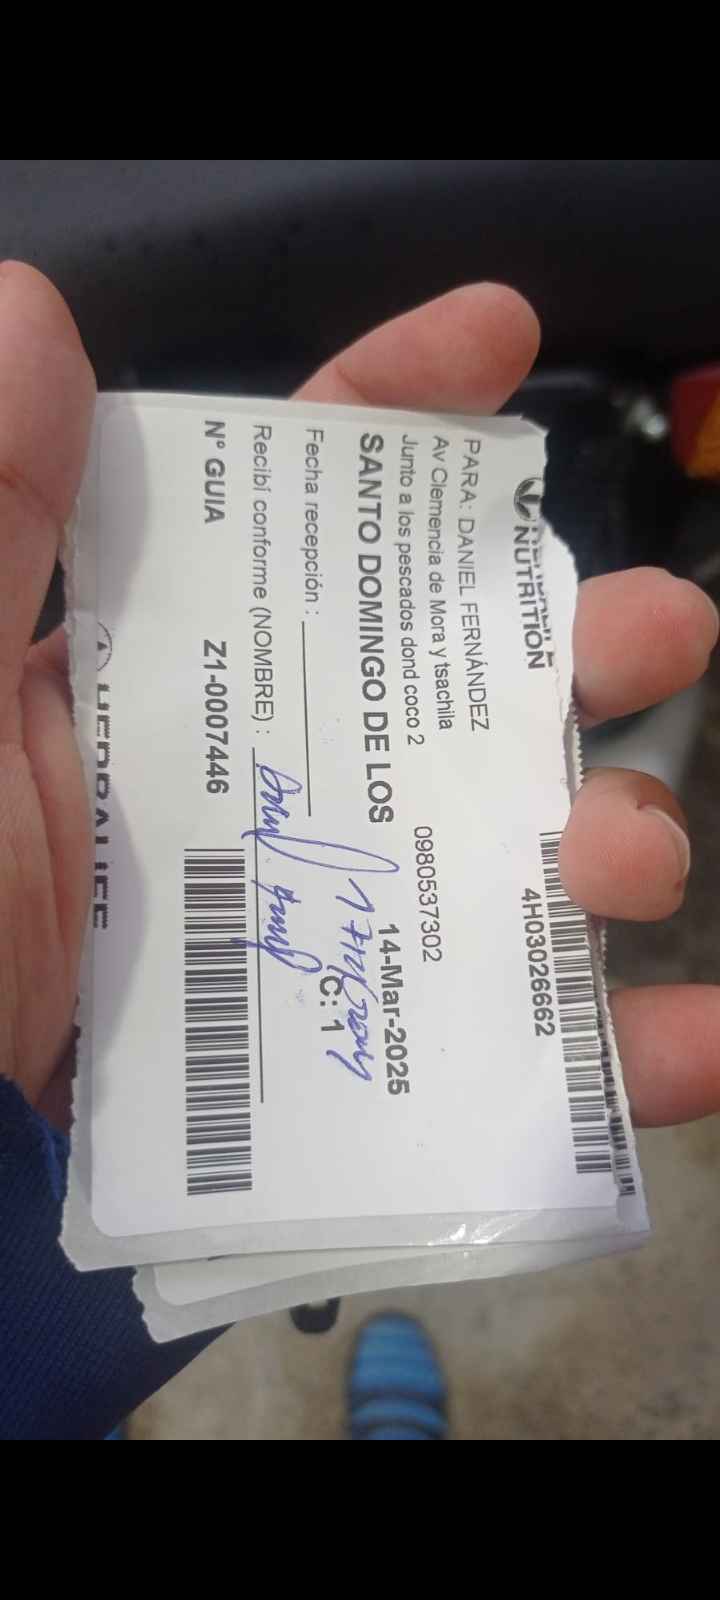 NUTRITION
4H03026662
PARA: DANIEL FERNÁNDEZ
Av Clemencia de Mora y tsachila
Junto a los pescados dond coco 2
0980537302
SANTO DOMINGO DE LOS
14-Mar-2025
Fecha recepción :
C: 1
Recibí conforme (NOMBRE) :
Nº GUIA
Z1-0007446